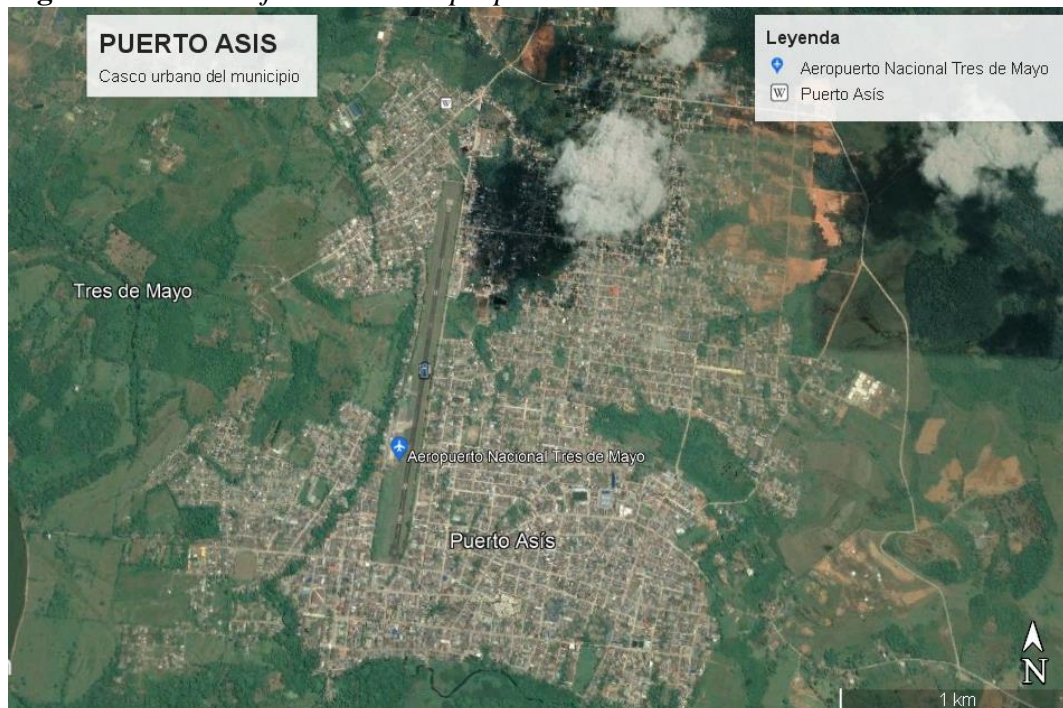 PUERTO ASIS
Casco urbano del municipio
Leyenda
Aeropuerto Nacional Tres de Mayo
W Puerto Asís
W
Tres de Mayo
Aeropuerto Nacional Tres de Mayo
Puerto Asís
N
1 km